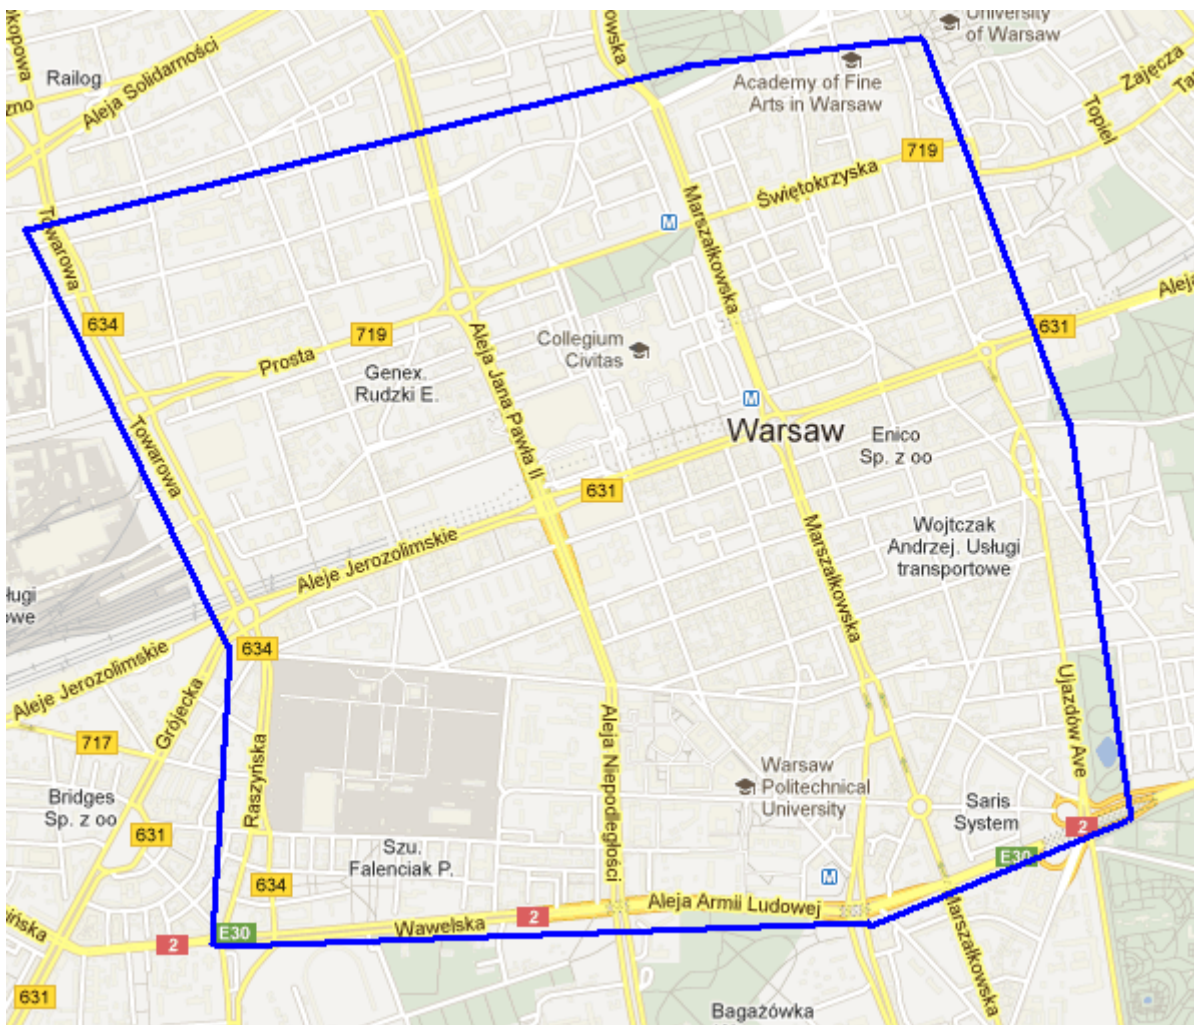 University
of Warsaw
okopowa
Railog
Aleja Solidarności
owska
Academy of Fine
Arts in Warsaw
Zajęcza
Topiel
719
Świętokrzyska
M
Marszałkowska
Towarowa
634
719
Prosta
Genex.
Rudzki E.
Collegium
Civitas
Aleja Jana Pawła II
631
M
Warsaw
Enico
Sp. z oo
Towarowa
631
Wojtczak
Andrzej. Usługi
transportowe
Marszałkowska
Aleje Jerozolimskie
ługi
owe
634
Aleje Jerozolimskie
Grójecka
717
Raszyńska
Aleja Niepodległości
Ujazdów Ave
Warsaw
Politechnical
University
Bridges
Sp. z oo
631
Saris
System
2
Szu.
Falenciak P.
E30
634
M
Aleja Armii Ludowej
Wawelska
2
E30
2
Marszałkowska
631
Bagażówka